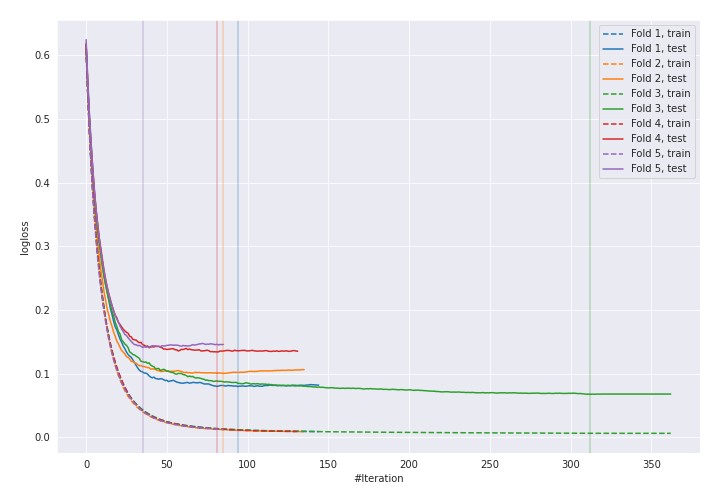 0.6
0.5
0.4
0.3
0.2
0.1
0.0
logloss
0
50
100
150
200
250
300
350
#Iteration
Fold 1, train
Fold 1, test
Fold 2, train
Fold 2, test
Fold 3, train
Fold 3, test
Fold 4, train
Fold 4, test
Fold 5, train
Fold 5, test